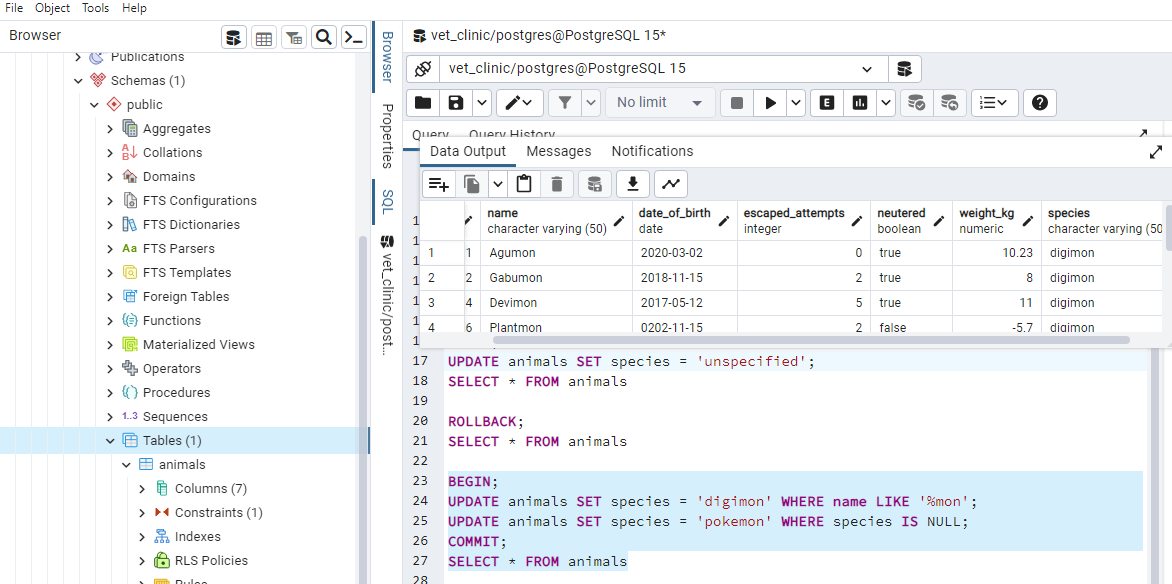 File Object Tools Help
Browser
Publications
Schemas (1)
public
Aggregates
Collations
Domains
FTS Configurations
FTS Dictionaries
Aa FTS Parsers
FTS Templates
Foreign Tables
Functions
Materialized Views
Operators
Procedures
1..3 Sequences
Tables (1)
animals
Columns (7)
Constraints (1)
Indexes
RLS Policies
Rules
Browser
Properties
SQL
vet_clinic/post...
vet_clinic/postgres@PostgreSQL 15*
vet_clinic/postgres@PostgreSQL 15
No limit
Query Query History
Data Output Messages Notifications
name date_of_birth escaped_attempts neutered weight_kg species
character varying (50) date integer boolean numeric character varying (50
1 1 Agumon 2020-03-02 0 true 10.23 digimon
2 2 Gabumon 2018-11-15 2 true 8 digimon
3 4 Devimon 2017-05-12 5 true 11 digimon
4 6 Plantmon 0202-11-15 2 false -5.7 digimon
17 UPDATE animals SET species = 'unspecified';
18 SELECT * FROM animals
19
20 ROLLBACK;
21 SELECT * FROM animals
22
23 BEGIN;
24 UPDATE animals SET species = 'digimon' WHERE name LIKE '%mon';
25 UPDATE animals SET species = 'pokemon' WHERE species IS NULL;
26 COMMIT;
27 SELECT * FROM animals
28